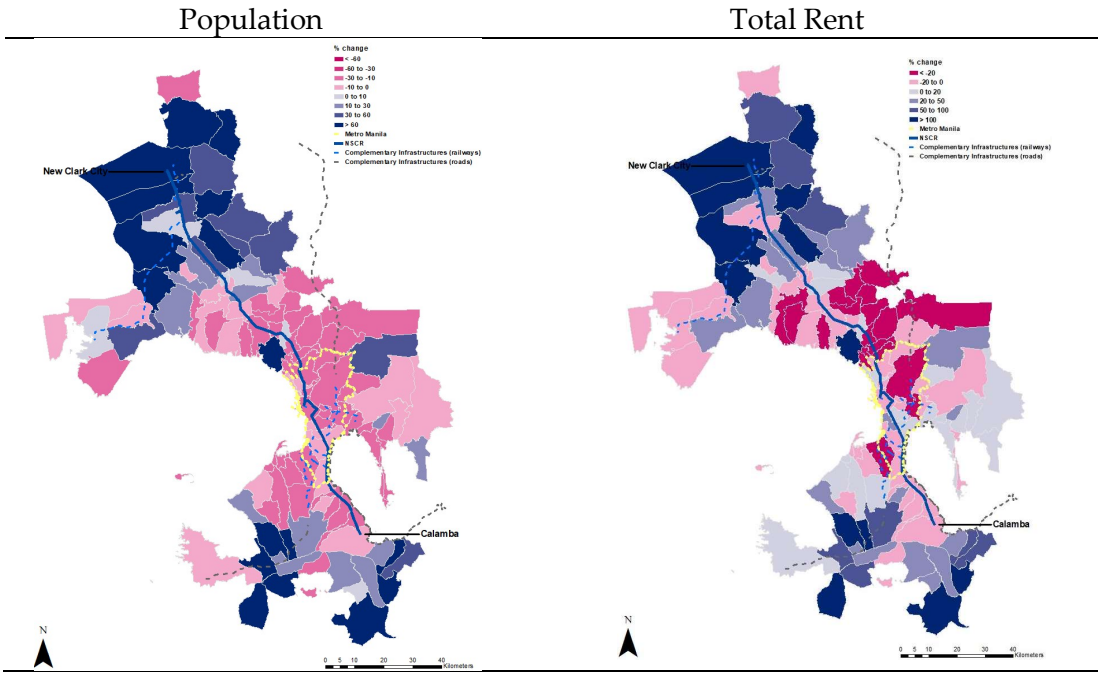 Population
Total Rent
% change
< -60
-60 to -30
-30 to -10
-10 to 0
0 to 10
10 to 30
30 to 60
> 60
Metro Manila
NSCR
Complementary Infrastructures (railways)
Complementary Infrastructures (roads)
New Clark City
Calamba
N
0 5 10 20 30 40
Kilometers
% change
< -20
-20 to 0
0 to 20
20 to 50
50 to 100
> 100
Metro Manila
NSCR
Complementary Infrastructures (railways)
Complementary Infrastructures (roads)
New Clark City
Calamba
N
0 5 10 20 30 40
Kilometers